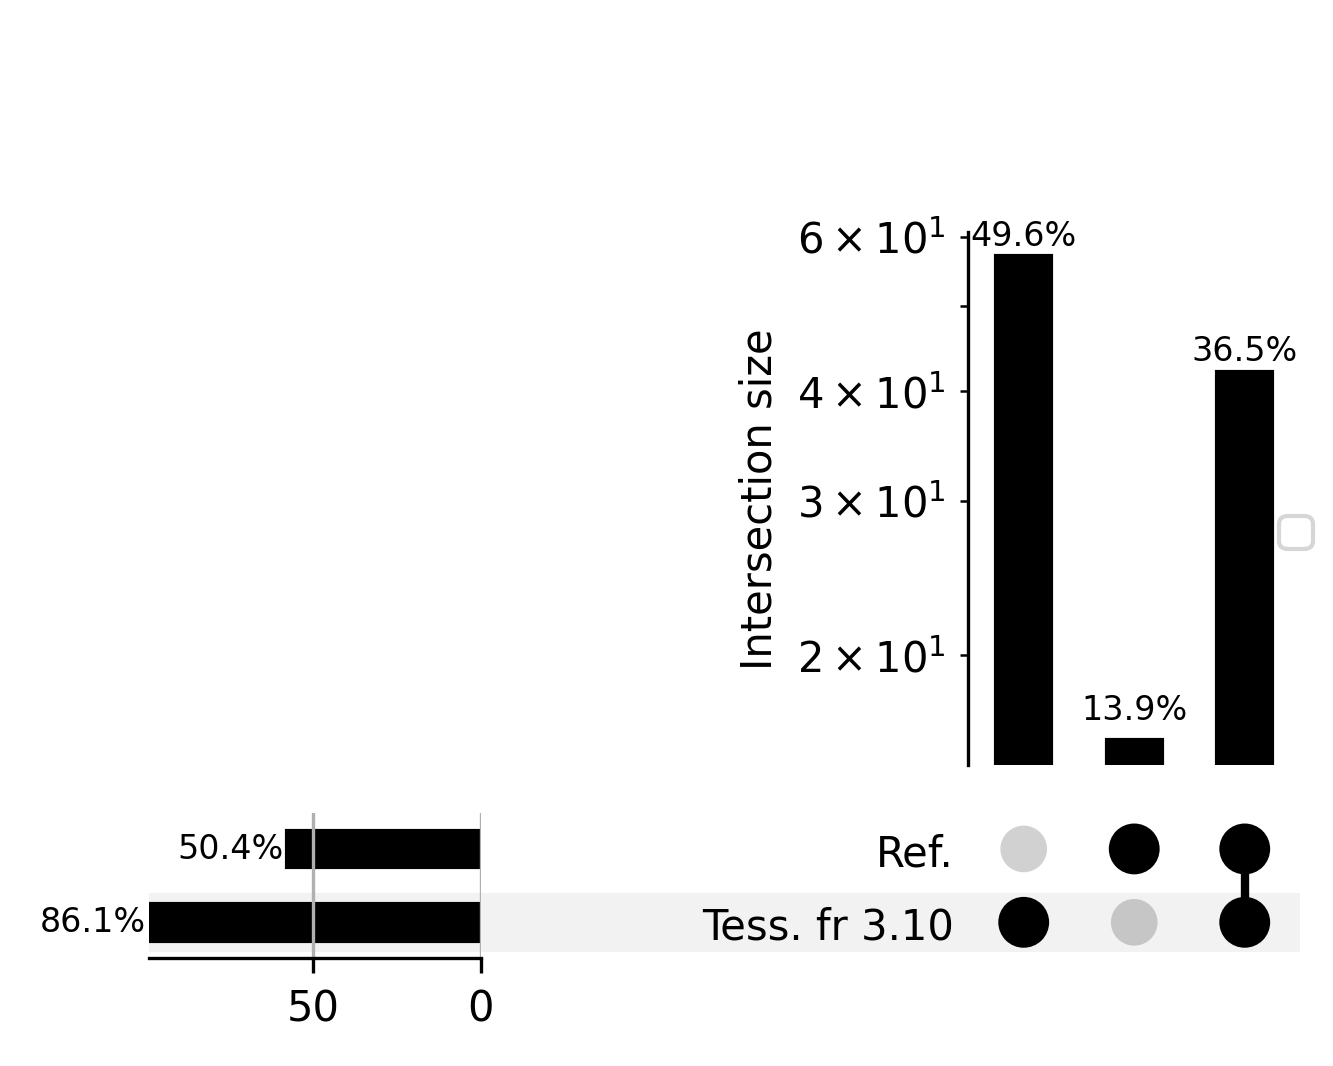 6 × 10¹
49.6%
36.5%
4 × 10¹
Intersection size
3 × 10¹
2 × 10¹
13.9%
50.4%
Ref.
86.1%
Tess. fr 3.10
50
0